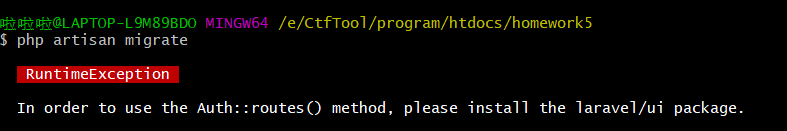 啦啦啦@LAPTOP-L9M89BDO MINGW64 /e/CtfTool/program/htdocs/homework5
$ php artisan migrate
RuntimeException
In order to use the Auth::routes() method, please install the laravel/ui package.